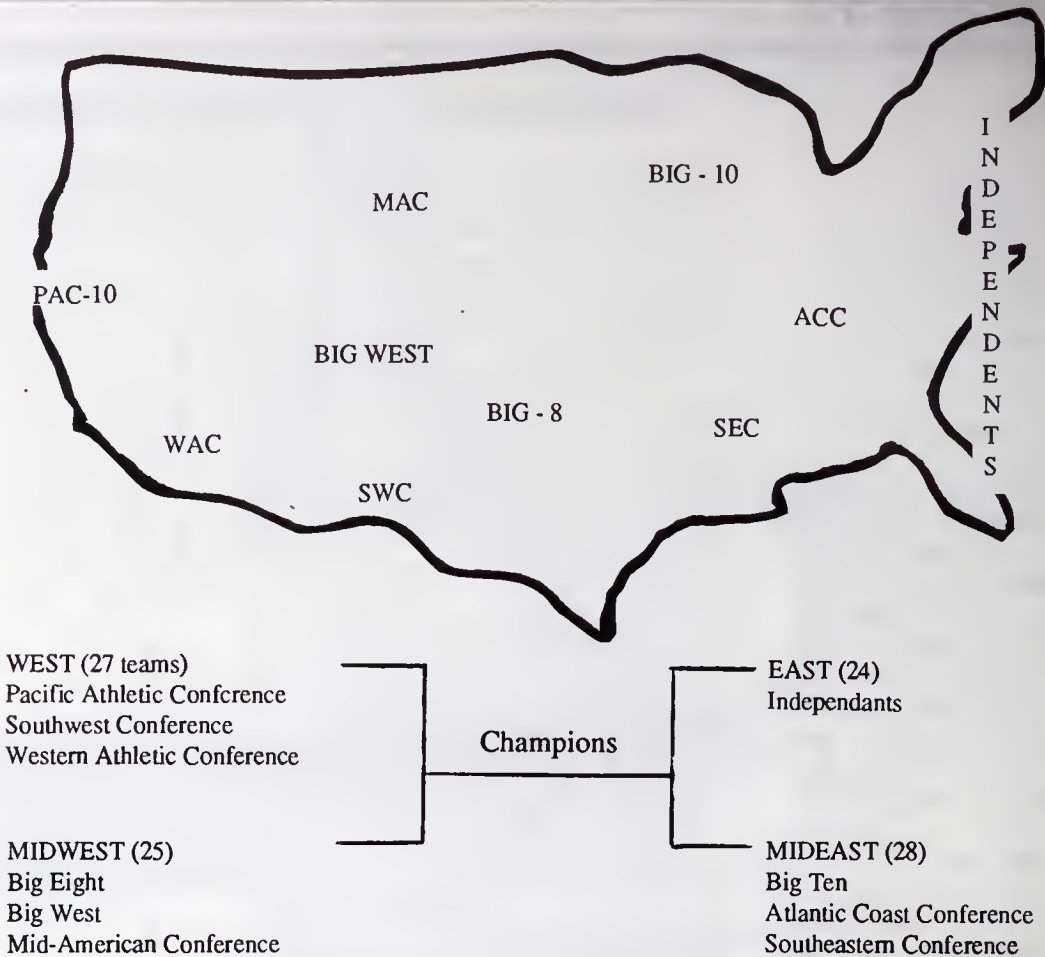 BIG - 10
MAC
PAC-10
ACC
BIG WEST
BIG - 8
SEC
WAC
SWC
INDEPENDENTS
WEST (27 teams)
Pacific Athletic Conference
Southwest Conference
Western Athletic Conference
EAST (24)
Independants
Champions
MIDWEST (25)
Big Eight
Big West
Mid-American Conference
MIDEAST (28)
Big Ten
Atlantic Coast Conference
Southeastern Conference